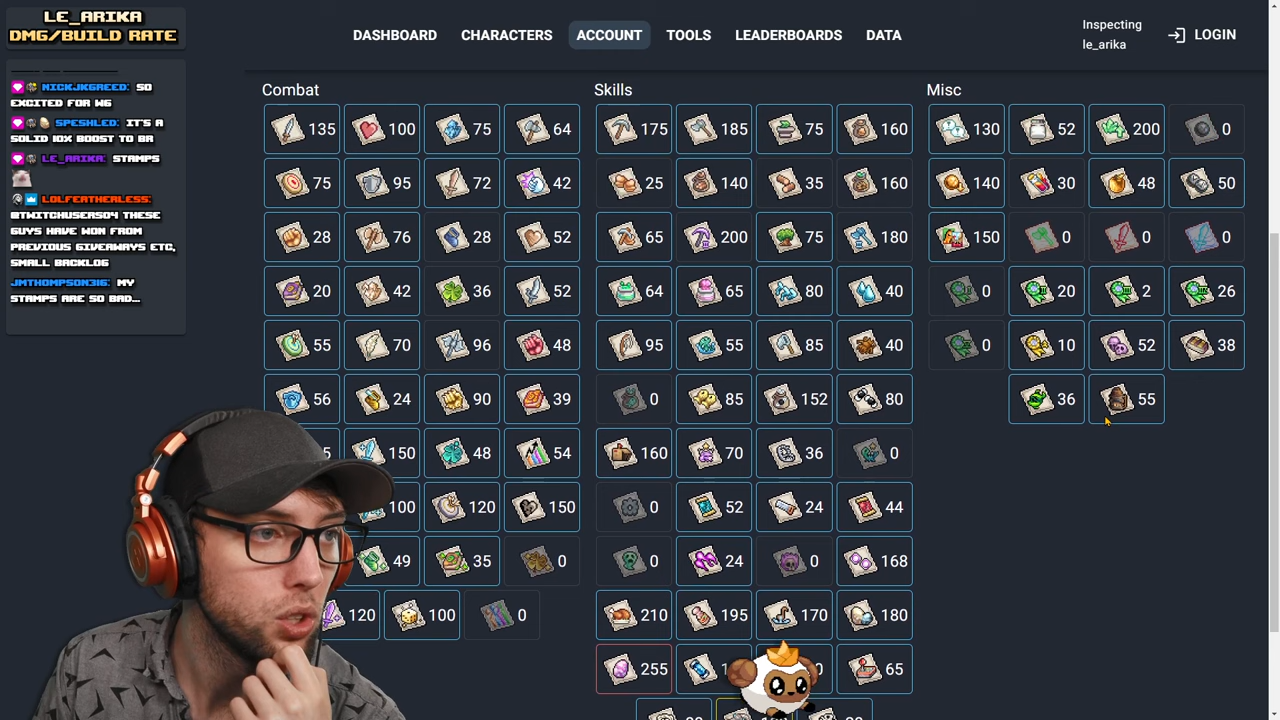 LE_ARIKA
DMG/BUILD RATE
NICKJKGREED: SO
EXCITED FOR W6
SPESHLED: IT'S A
SOLID 10X BOOST TO BR
LE_ARIKA: STAMPS
LOLFEATHERLESS:
@TWITCHUSER504 THESE
GUYS HAVE WON FROM
PREVIOUS GIVEAWAYS ETC,
SMALL BACKLOG
JMTHOMPSON316: MY
STAMPS ARE SO BAD...
DASHBOARD CHARACTERS ACCOUNT TOOLS LEADERBOARDS DATA
Inspecting
le_arika
LOGIN
Combat
135 100 75 64
75 95 72 42
28 76 28 52
20 42 36 52
55 70 96 48
56 24 90 39
5 150 48 54
100 120 150
49 35 0
120 100 0
Skills
175 185 75 160
25 140 35 160
65 200 75 180
64 65 80 40
95 55 85 40
0 85 152 80
160 70 36 0
0 52 24 44
0 24 0 168
210 195 170 180
255 65
Misc
130 52 200 0
140 30 48 50
150 0 0 0
0 20 2 26
0 10 52 38
36 55